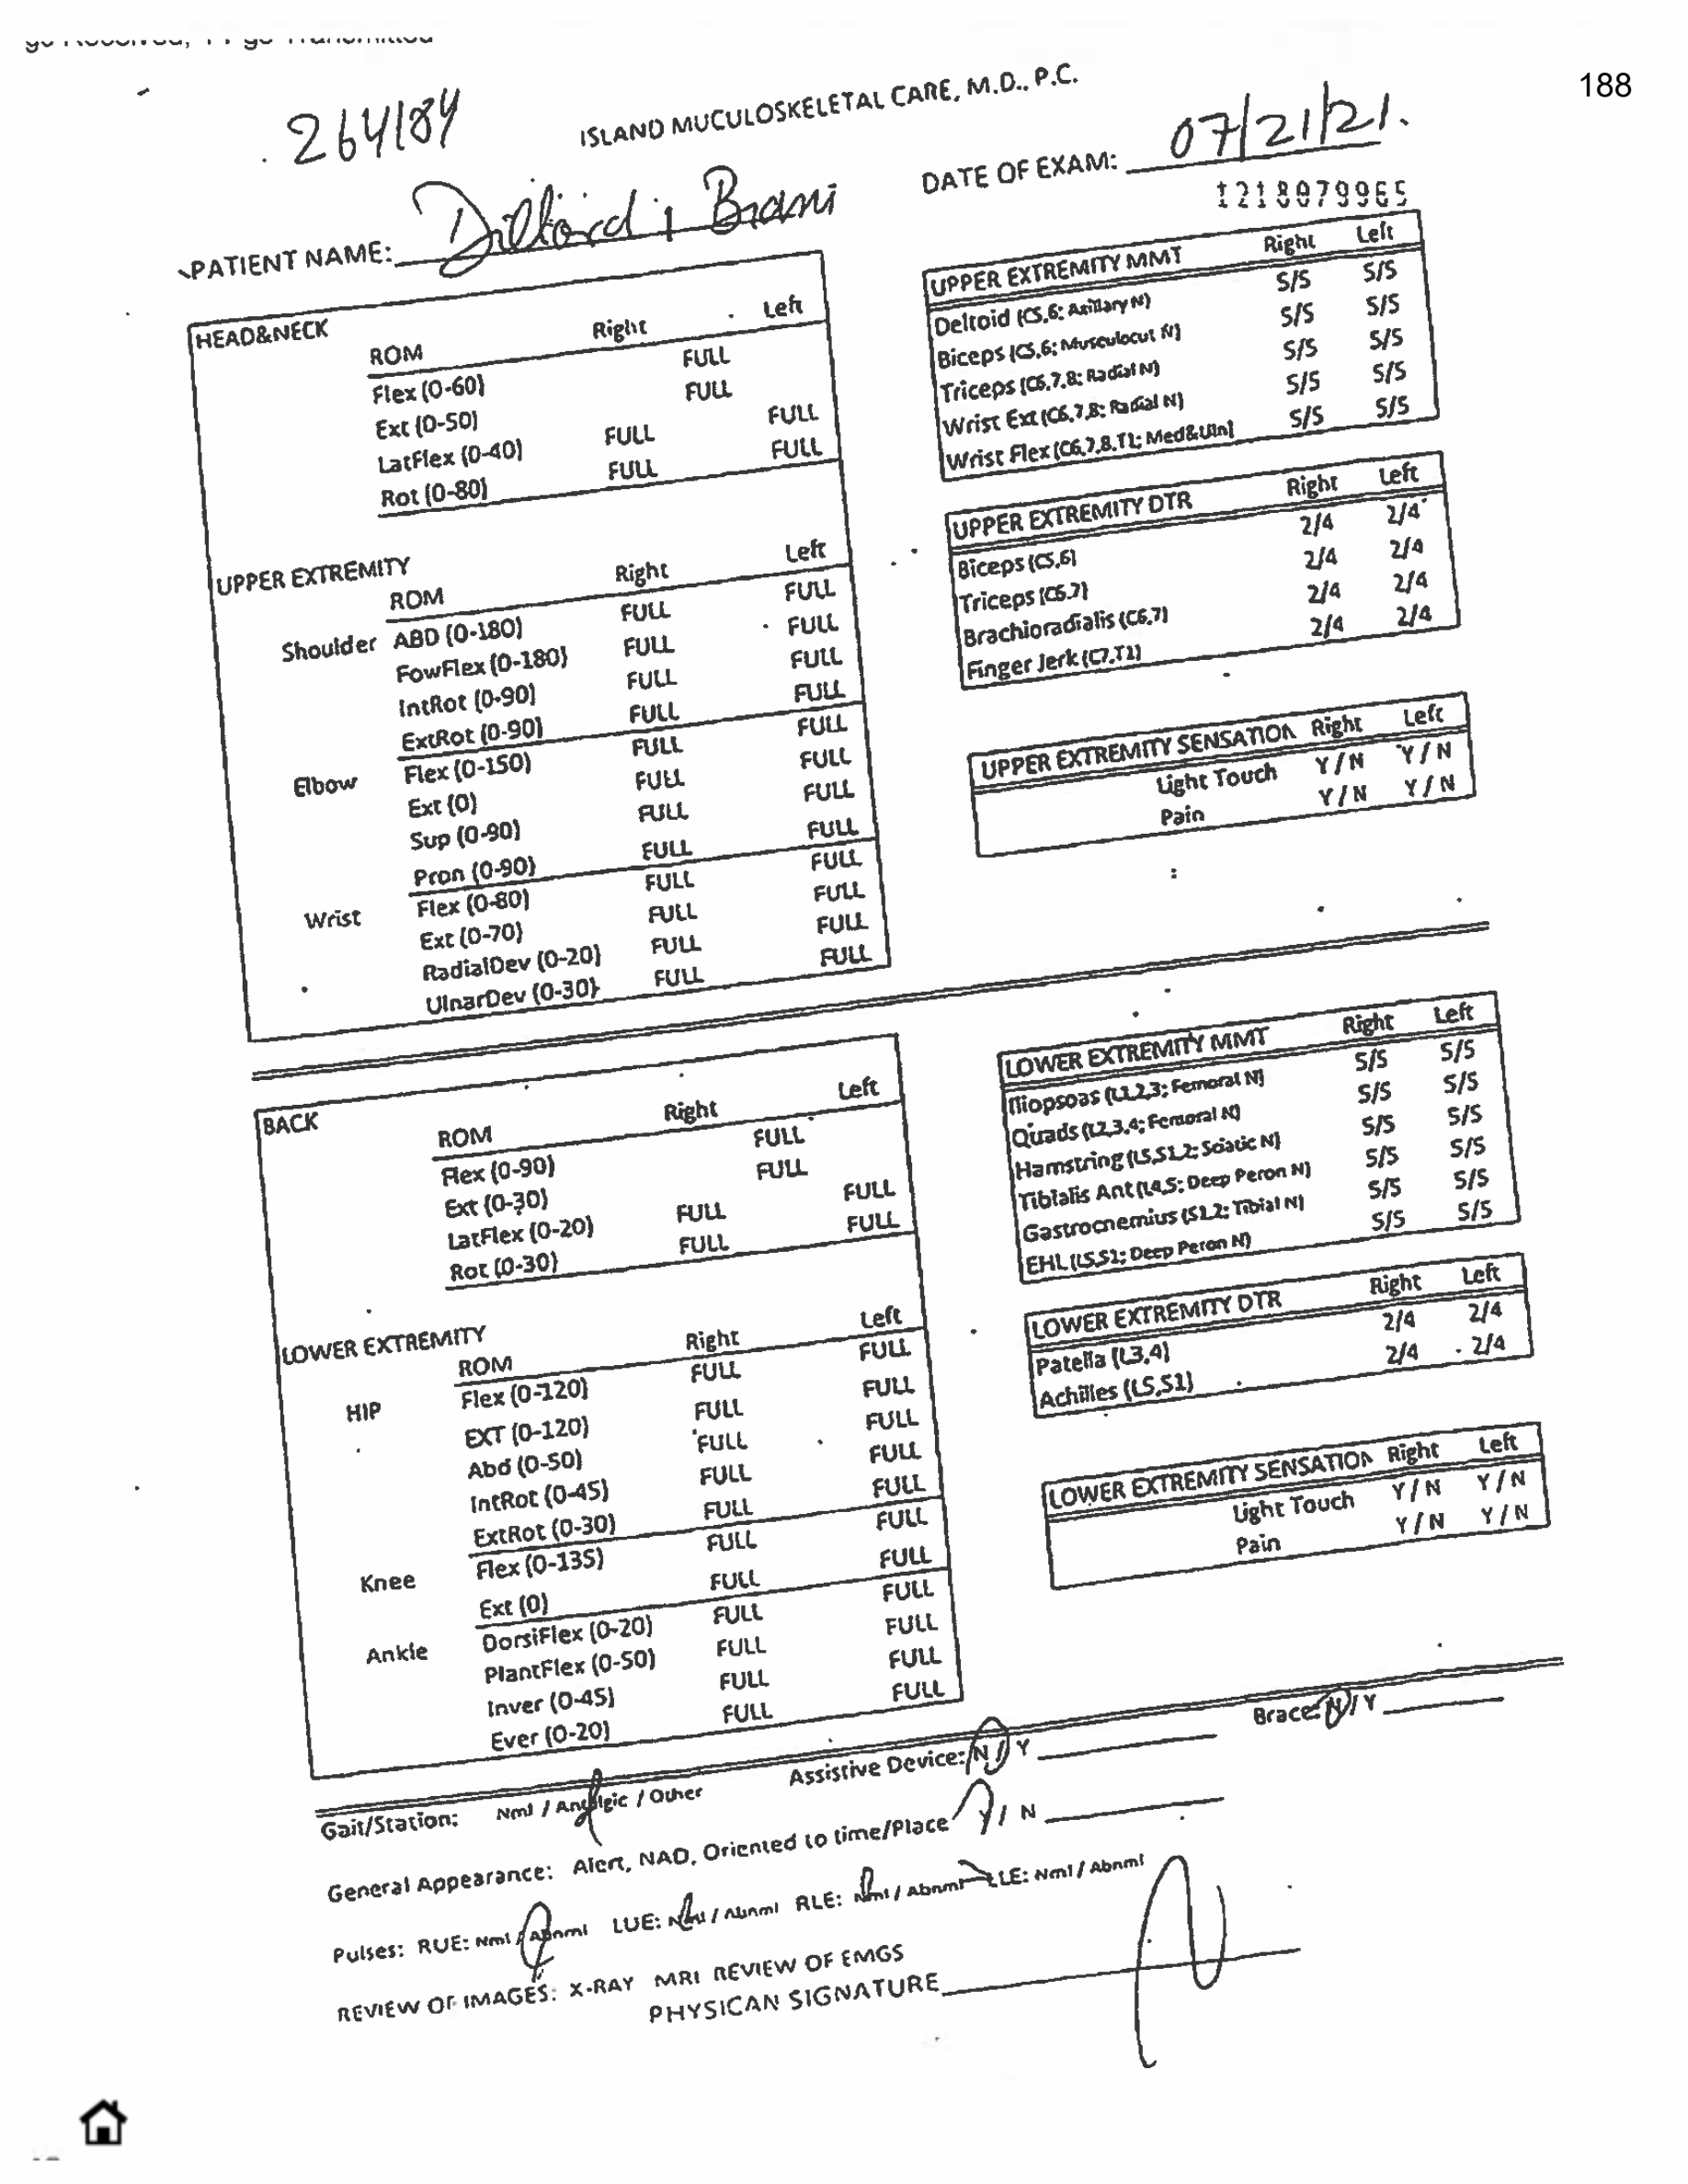 188
264184
ISLAND MUCULOSKELETAL CARE, M.D., P.C.
DATE OF EXAM: 07/21/21.
1218079965
PATIENT NAME:
HEAD&NECK
ROM Right Left
Flex (0-60) FULL
Ext (0-50) FULL
LatFlex (0-40) FULL FULL
Rot (0-80) FULL FULL
UPPER EXTREMITY
ROM Right Left
Shoulder ABD (0-180) FULL FULL
FowFlex (0-180) FULL FULL
IntRot (0-90) FULL FULL
ExtRot (0-90) FULL FULL
Elbow Flex (0-150) FULL FULL
Ext (0) FULL FULL
Sup (0-90) FULL FULL
Pron (0-90) FULL FULL
Wrist Flex (0-80) FULL FULL
Ext (0-70) FULL FULL
RadialDev (0-20) FULL FULL
UlnarDev (0-30) FULL FULL
UPPER EXTREMITY MMT Right Left
Deltoid (C5,6; Axillary N) 5/5 5/5
Biceps (C5,6; Musculocut N) 5/5 5/5
Triceps (C6,7,8; Radial N) 5/5 5/5
Wrist Ext (C6,7,8; Radial N) 5/5 5/5
Wrist Flex (C6,7,8,T1; Med&Uln) 5/5 5/5
UPPER EXTREMITY DTR Right Left
Biceps (C5,6) 2/4 2/4
Triceps (C6,7) 2/4 2/4
Brachioradialis (C6,7) 2/4 2/4
Finger Jerk (C7,T1) 2/4 2/4
UPPER EXTREMITY SENSATION Right Left
Light Touch Y / N Y / N
Pain Y / N Y / N
BACK
ROM Right Left
Flex (0-90) FULL
Ext (0-30) FULL
LatFlex (0-20) FULL FULL
Rot (0-30) FULL FULL
LOWER EXTREMITY
ROM Right Left
HIP Flex (0-120) FULL FULL
EXT (0-120) FULL FULL
Abd (0-50) FULL FULL
IntRot (0-45) FULL FULL
ExtRot (0-30) FULL FULL
Knee Flex (0-135) FULL FULL
Ext (0) FULL FULL
Ankle DorsiFlex (0-20) FULL FULL
PlantFlex (0-50) FULL FULL
Inver (0-45) FULL FULL
Ever (0-20) FULL FULL
LOWER EXTREMITY MMT Right Left
Iliopsoas (L1,2,3; Femoral N) 5/5 5/5
Quads (L2,3,4; Femoral N) 5/5 5/5
Hamstring (L5,S1,2; Sciatic N) 5/5 5/5
Tibialis Ant (L4,5; Deep Peron N) 5/5 5/5
Gastrocnemius (S1,2; Tibial N) 5/5 5/5
EHL (L5,S1; Deep Peron N) 5/5 5/5
LOWER EXTREMITY DTR Right Left
Patella (L3,4) 2/4 2/4
Achilles (L5,S1) 2/4 2/4
LOWER EXTREMITY SENSATION Right Left
Light Touch Y / N Y / N
Pain Y / N Y / N
Gait/Station: Nml / Antalgic / Other Assistive Device: N / Y Brace: N / Y
General Appearance: Alert, NAD, Oriented to time/Place Y / N
Pulses: RUE: Nml / Abnml LUE: Nml / Abnml RLE: Nml / Abnml LLE: Nml / Abnml
REVIEW OF IMAGES: X-RAY MRI REVIEW OF EMGS
PHYSICAN SIGNATURE